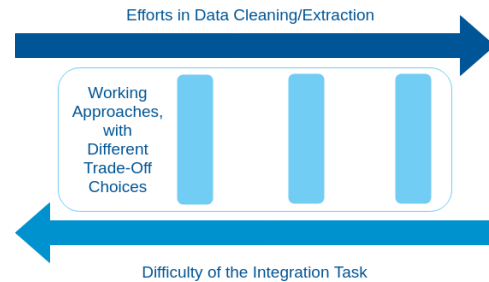 Efforts in Data Cleaning/Extraction
Working
Approaches,
with
Different
Trade-Off
Choices
Difficulty of the Integration Task